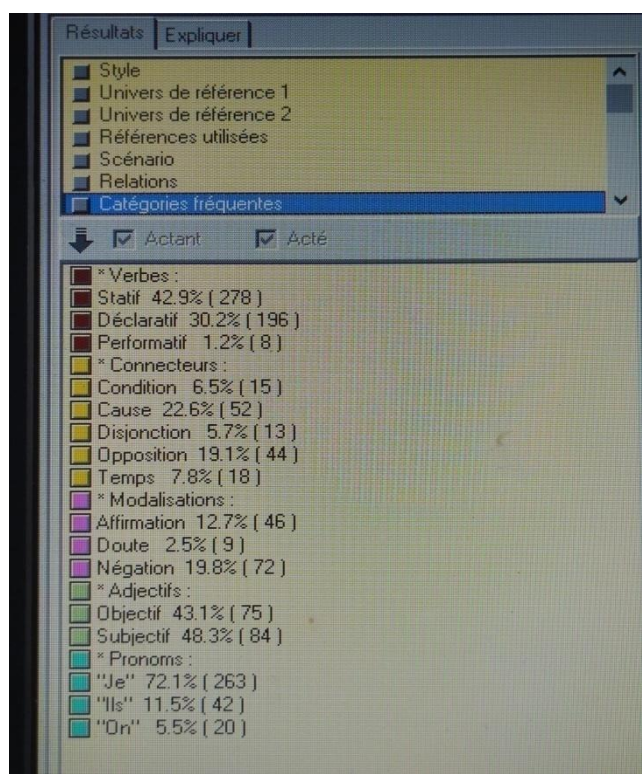 Résultats Expliquer
Style
Univers de référence 1
Univers de référence 2
Références utilisées
Scénario
Relations
Catégories fréquentes
Actant Acté
* Verbes :
Statif 42.9% ( 278 )
Déclaratif 30.2% ( 196 )
Performatif 1.2% ( 8 )
* Connecteurs :
Condition 6.5% ( 15 )
Cause 22.6% ( 52 )
Disjonction 5.7% ( 13 )
Opposition 19.1% ( 44 )
Temps 7.8% ( 18 )
* Modalisations :
Affirmation 12.7% ( 46 )
Doute 2.5% ( 9 )
Négation 19.8% ( 72 )
* Adjectifs :
Objectif 43.1% ( 75 )
Subjectif 48.3% ( 84 )
* Pronoms :
"Je" 72.1% ( 263 )
"Ils" 11.5% ( 42 )
"On" 5.5% ( 20 )